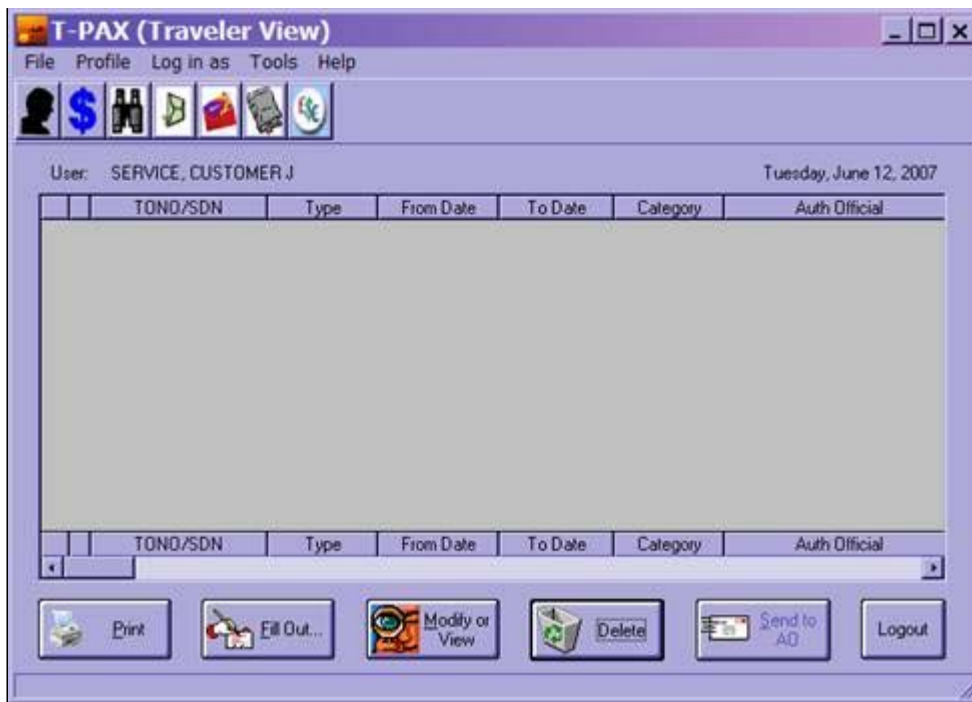 T-PAX (Traveler View)
File Profile Log in as Tools Help
User: SERVICE, CUSTOMER J Tuesday, June 12, 2007
TONO/SDN Type From Date To Date Category Auth Official
TONO/SDN Type From Date To Date Category Auth Official
Print Fill Out... Modify or View Delete Send to AO Logout